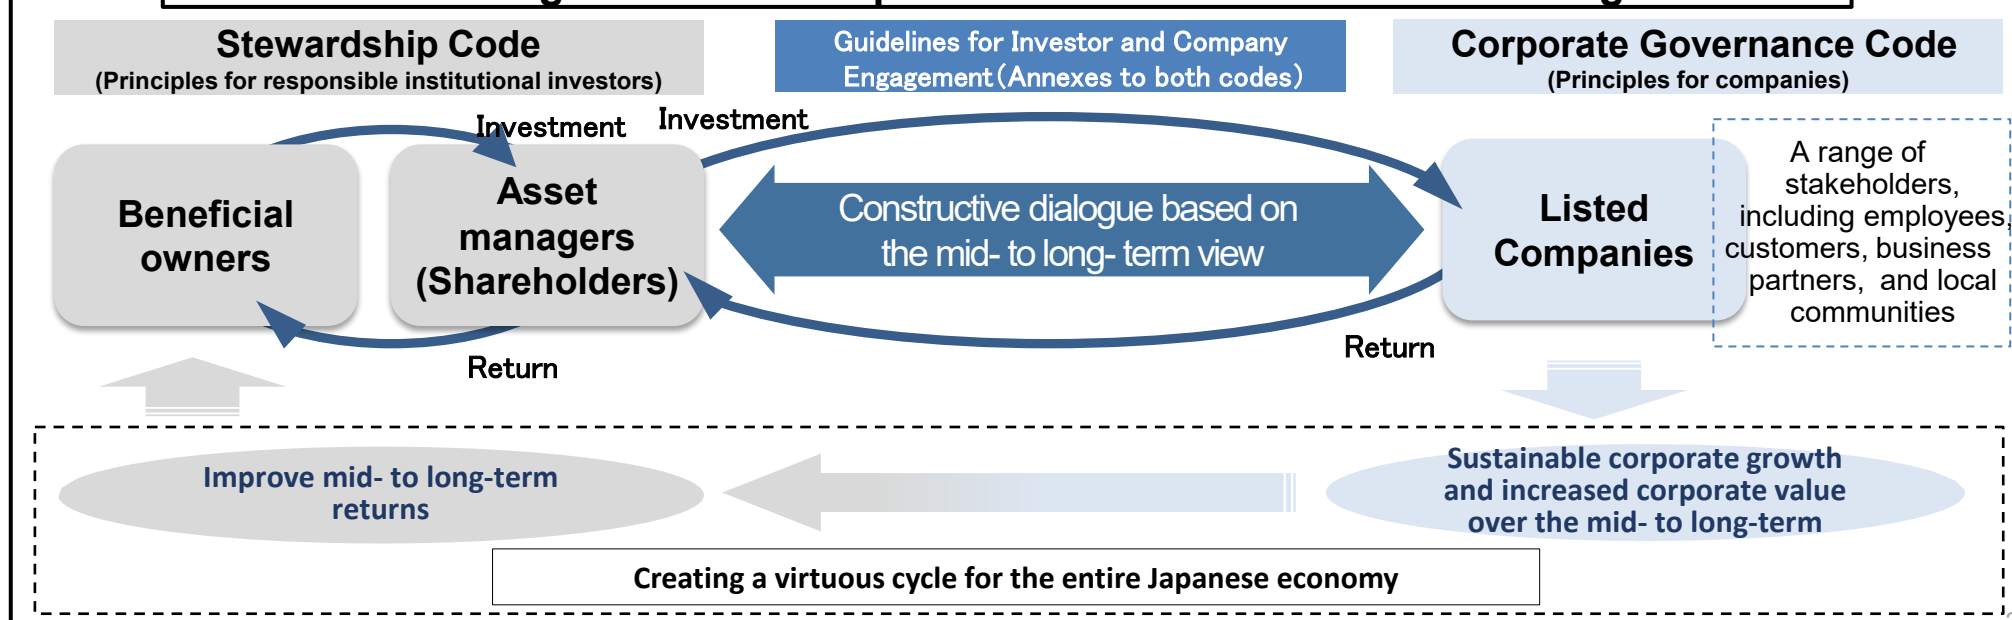 Stewardship Code
(Principles for responsible institutional investors)
Guidelines for Investor and Company
Engagement(Annexes to both codes)
Corporate Governance Code
(Principles for companies)
Investment
Investment
Beneficial
owners
Asset
managers
(Shareholders)
Constructive dialogue based on
the mid- to long- term view
Listed
Companies
A range of
stakeholders,
including employees,
customers, business
partners, and local
communities
Return
Return
Improve mid- to long-term
returns
Sustainable corporate growth
and increased corporate value
over the mid- to long-term
Creating a virtuous cycle for the entire Japanese economy